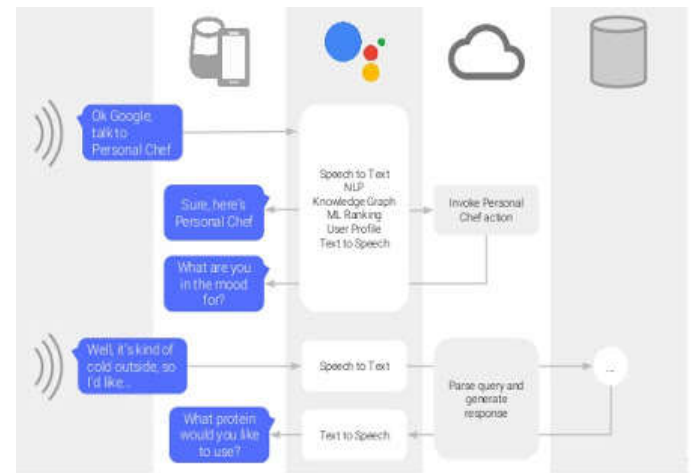 Ok Google,
talk to
Personal Chef
Speech to Text
NLP
Knowledge Graph
ML Ranking
User Profile
Text to Speech
Sure, here's
Personal Chef
Invoke Personal
Chef action
What are you
in the mood
for?
Well, it's kind of
cold outside, so
I'd like...
Speech to Text
Parse query and
generate
response
...
What protein
would you like
to use?
Text to Speech